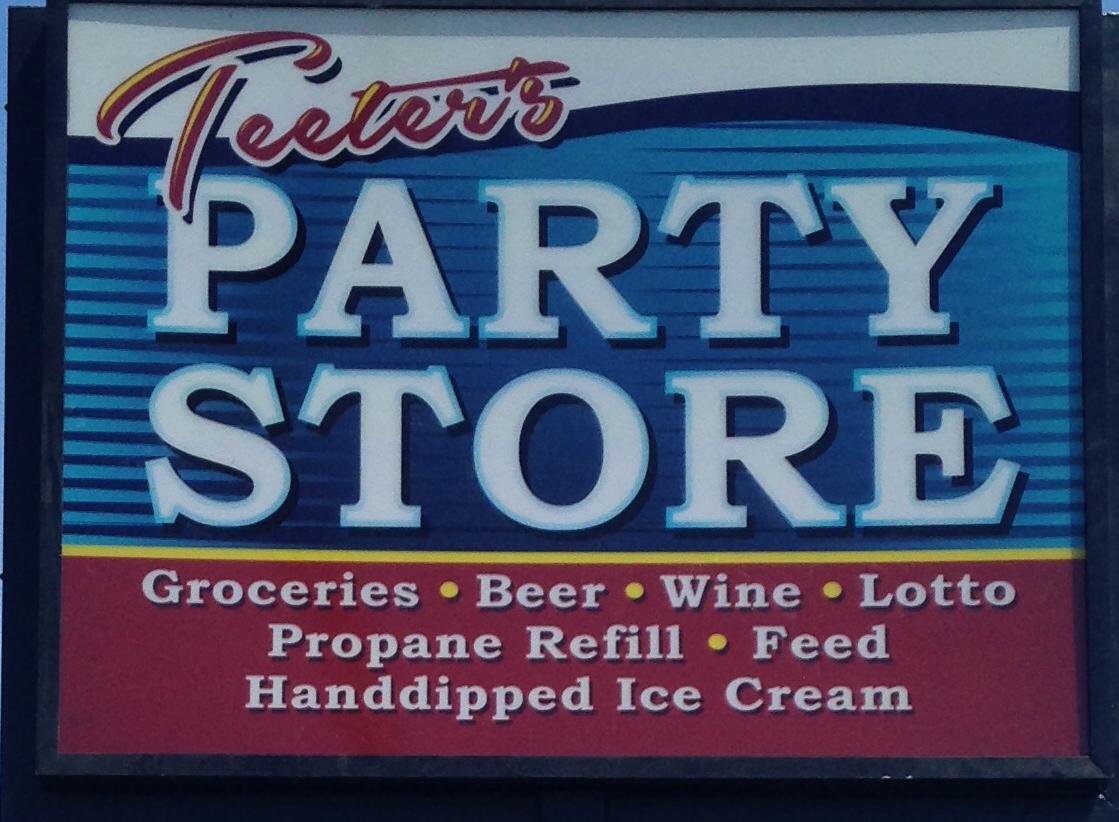 Teeter's
PARTY
STORE
Groceries • Beer • Wine • Lotto
Propane Refill • Feed
Handdipped Ice Cream